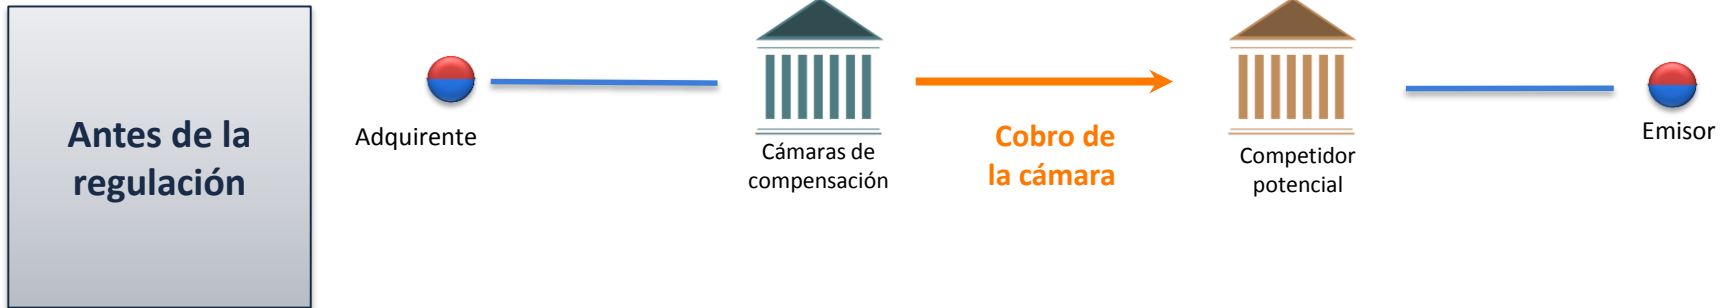 Antes de la
regulación
Adquirente
Cámaras de
compensación
Cobro de
la cámara
Competidor
potencial
Emisor